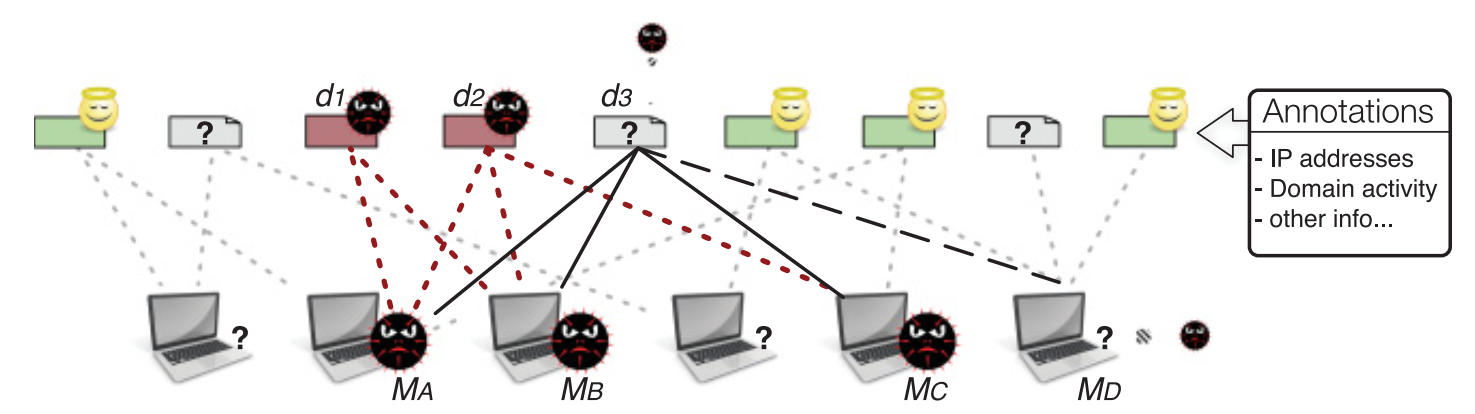 d1 d2 d3
? ? ?
Annotations
- IP addresses
- Domain activity
- other info...
? ? ?
MA MB MC MD